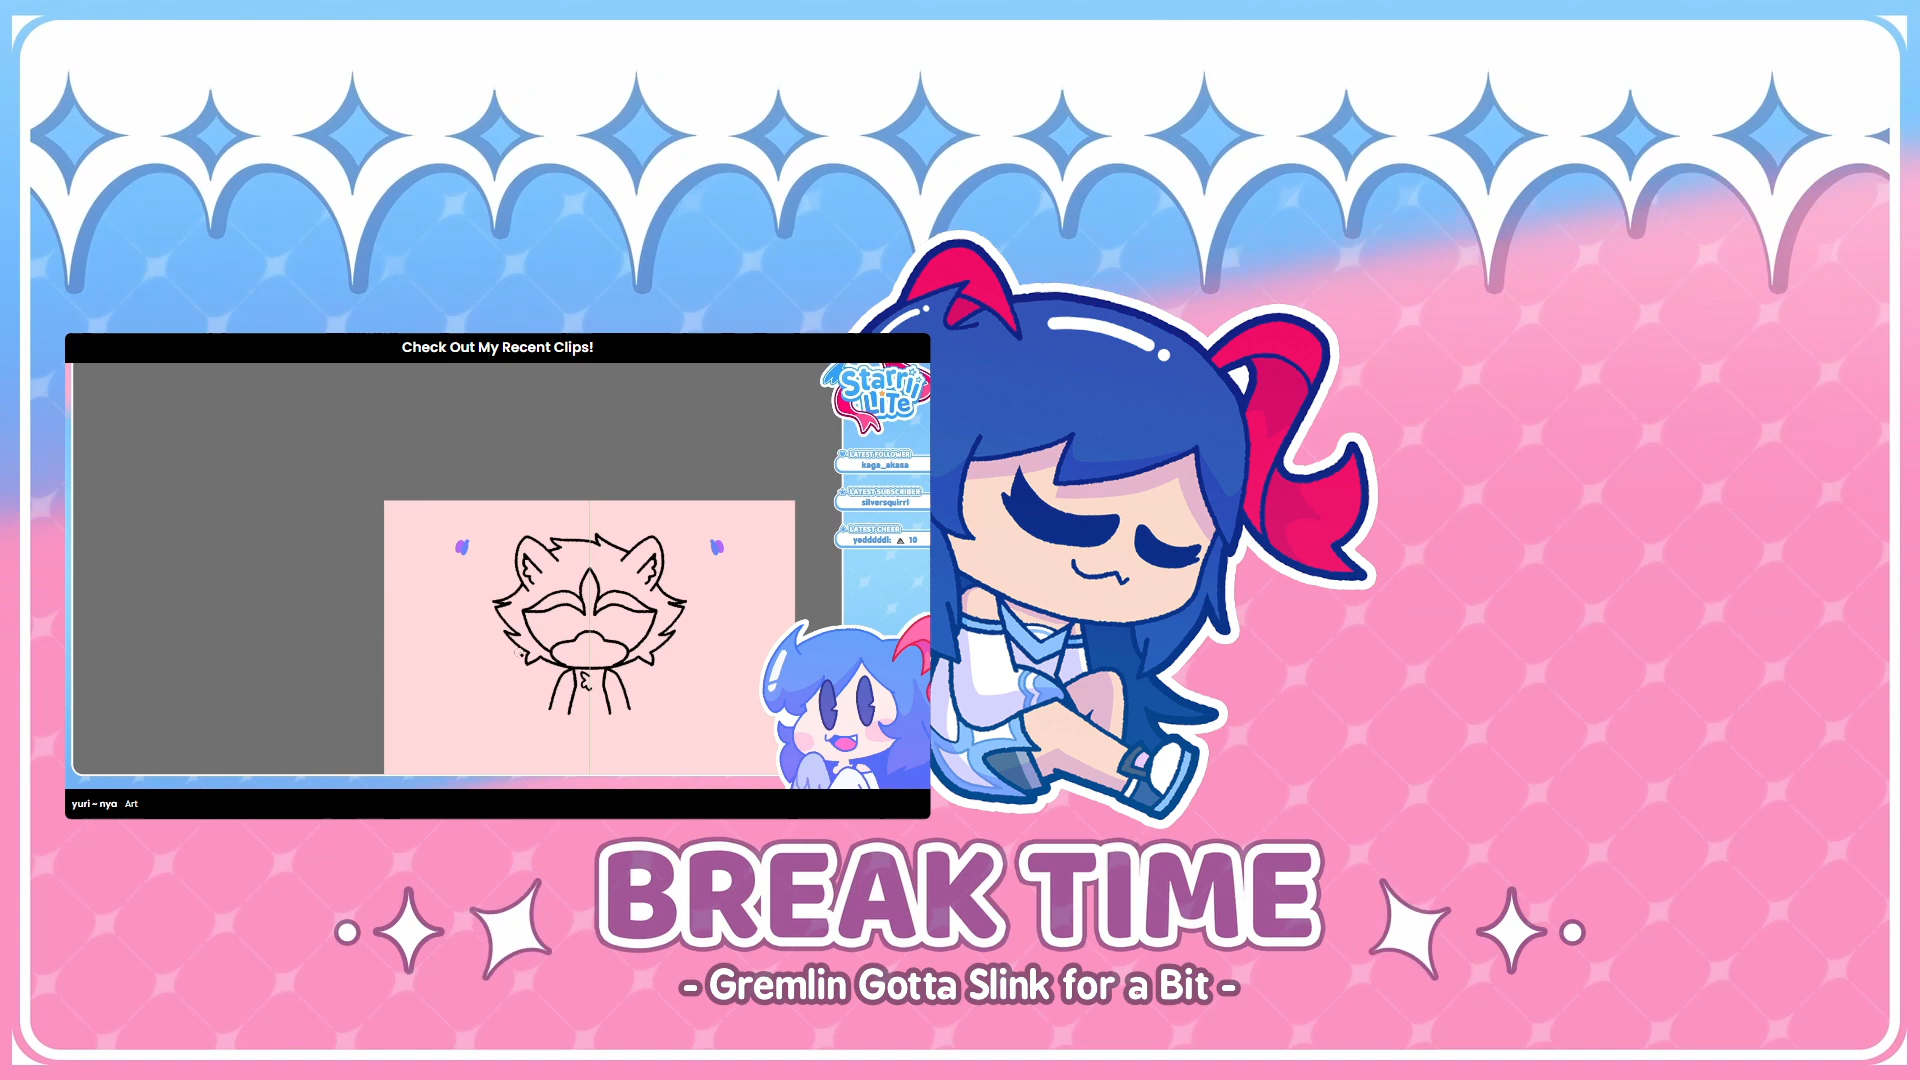 Check Out My Recent Clips!
Starrii
LiTe
LATEST FOLLOWER
kaga_akasa
LATEST SUBSCRIBER
silversquirrl
LATEST CHEER
yedddddl: 10
yuri ~ nya Art
BREAK TIME
- Gremlin Gotta Slink for a Bit -